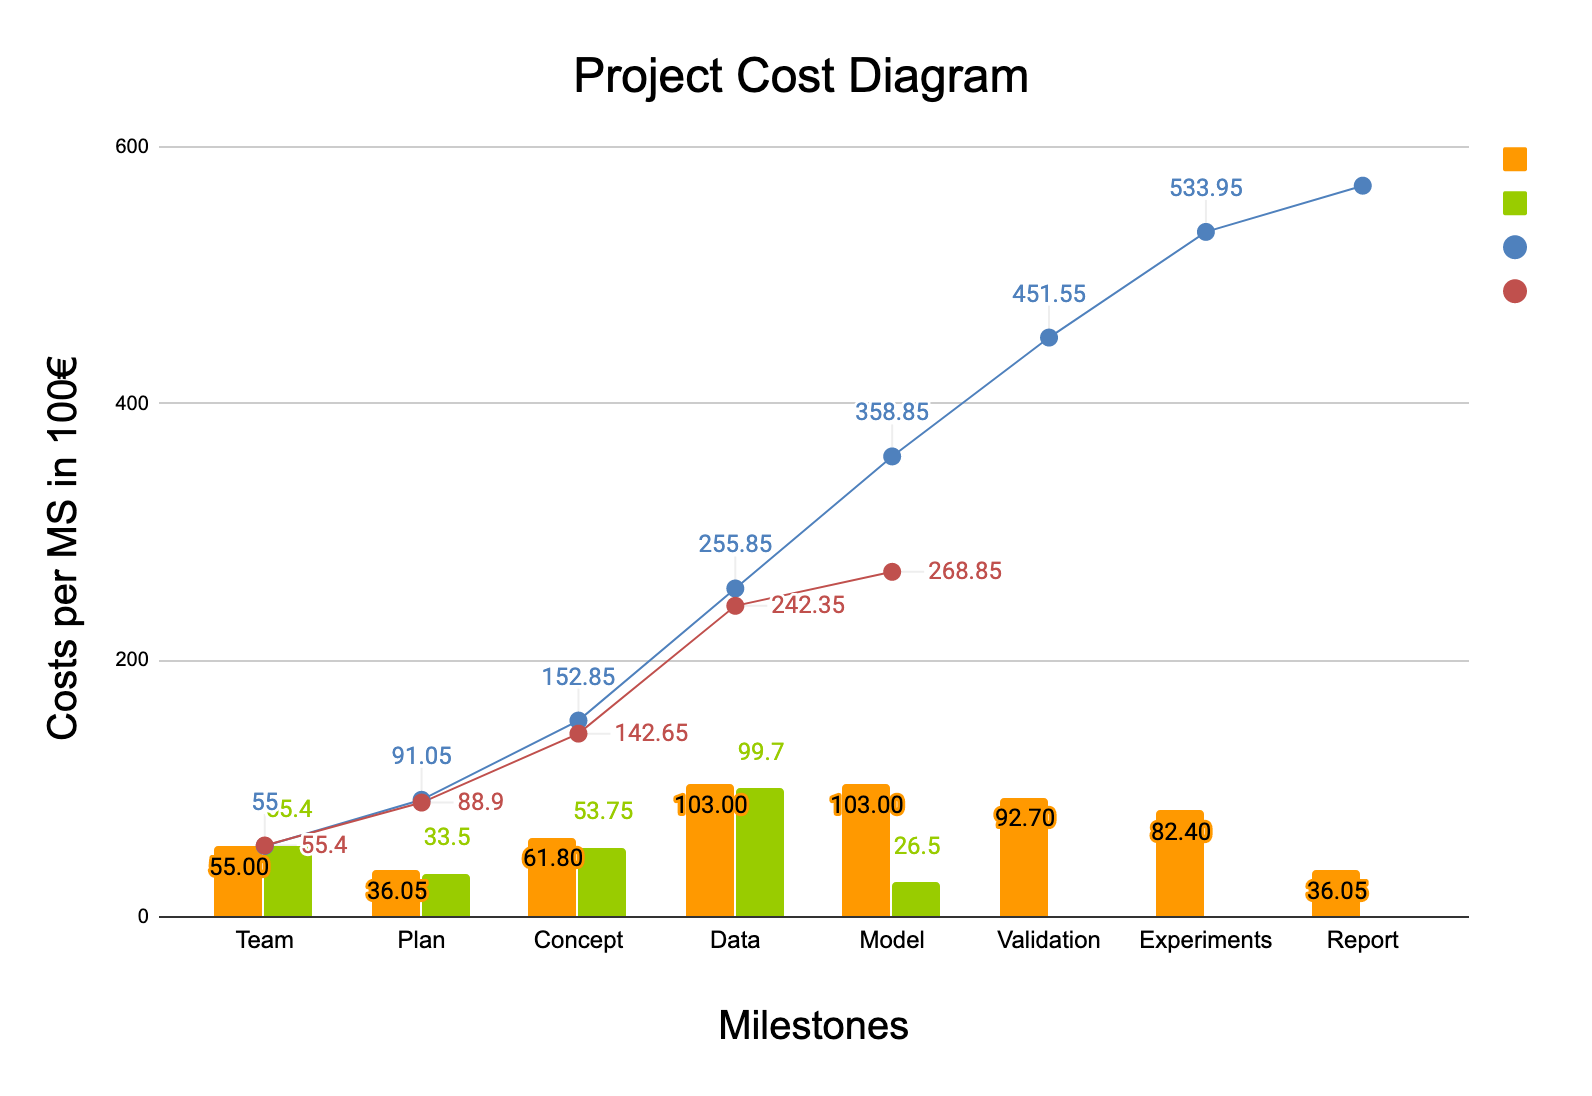 Project Cost Diagram
Costs per MS in 100€
600
400
200
0
533.95
451.55
358.85
255.85
268.85
242.35
152.85
142.65
99.7
91.05
88.9
55
55.4
55.4
33.5
53.75
26.5
55.00
36.05
61.80
103.00
103.00
92.70
82.40
36.05
Team
Plan
Concept
Data
Model
Validation
Experiments
Report
Milestones